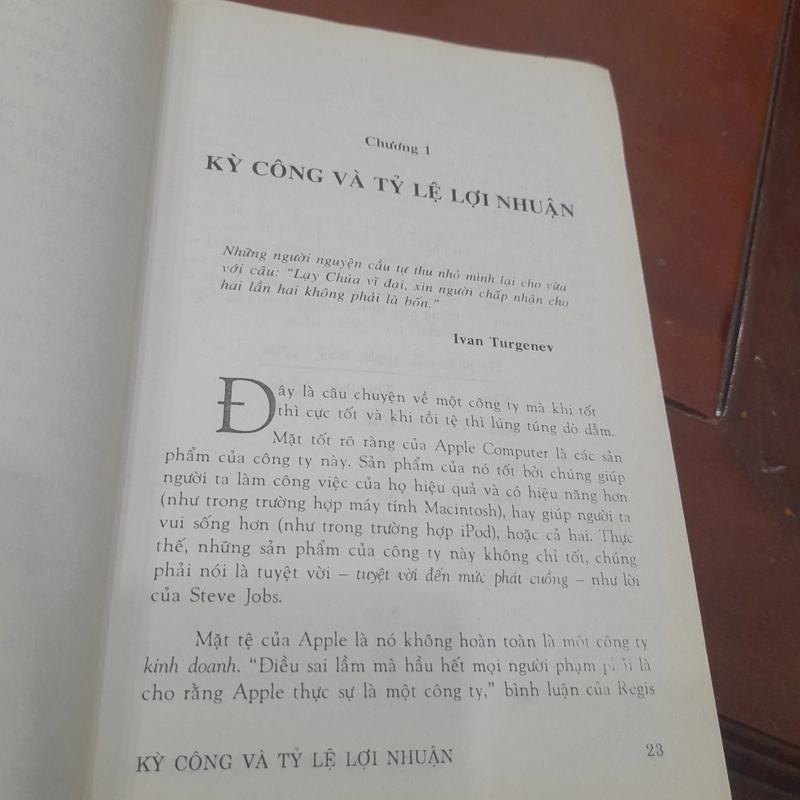 Chương 1
KỲ CÔNG VÀ TỶ LỆ LỢI NHUẬN
Những người nguyện cầu tự thu nhỏ mình lại cho vừa
với câu: “Lạy Chúa vĩ đại, xin người chấp nhận cho
hai lần hai không phải là bốn.”
Ivan Turgenev
Đây là câu chuyện về một công ty mà khi tốt
thì cực tốt và khi tồi tệ thì lúng túng dò dẫm.
Mặt tốt rõ ràng của Apple Computer là các sản
phẩm của công ty này. Sản phẩm của nó tốt bởi chúng giúp
người ta làm công việc của họ hiệu quả và có hiệu năng hơn
(như trong trường hợp máy tính Macintosh), hay giúp người ta
vui sống hơn (như trong trường hợp iPod), hoặc cả hai. Thực
thế, những sản phẩm của công ty này không chỉ tốt, chúng
phải nói là tuyệt vời – tuyệt vời đến mức phát cuồng – như lời
của Steve Jobs.
Mặt tệ của Apple là nó không hoàn toàn là một công ty
kinh doanh. “Điều sai lầm mà hầu hết mọi người phạm phải là
cho rằng Apple thực sự là một công ty,” bình luận của Regis
KỲ CÔNG VÀ TỶ LỆ LỢI NHUẬN 23